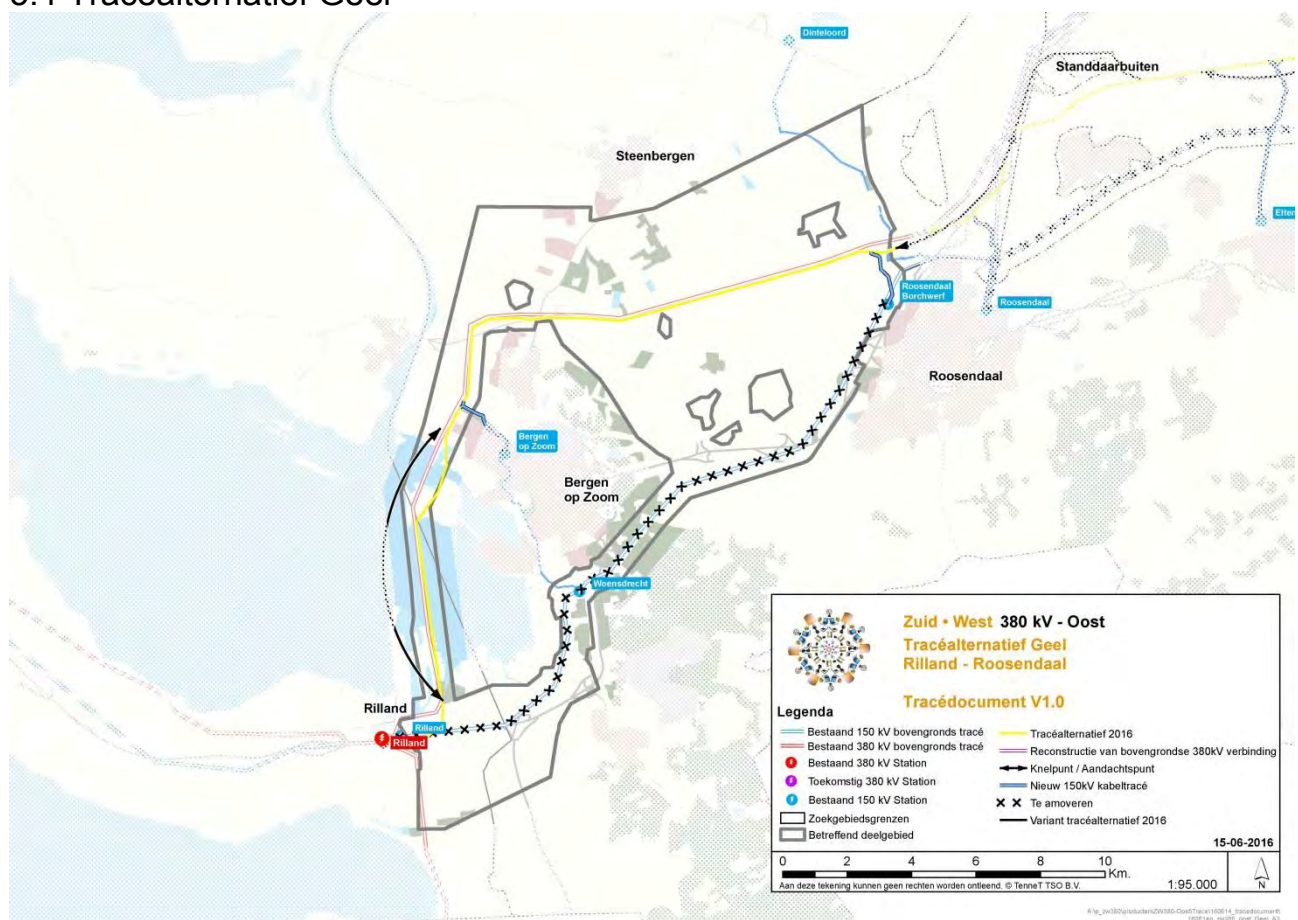 Dinteloord
Standdaarbuiten
Steenbergen
Roosendaal
Borchwerf
Roosendaal
Roosendaal
Bergen
op Zoom
Bergen
op Zoom
Woensdrecht
Rilland
Rilland
Rilland
Zuid • West 380 kV - Oost
Tracéalternatief Geel
Rilland - Roosendaal
Tracédocument V1.0
Legenda
Bestaand 150 kV bovengronds tracé
Bestaand 380 kV bovengronds tracé
Bestaand 380 kV Station
Toekomstig 380 kV Station
Bestaand 150 kV Station
Zoekgebiedsgrenzen
Betreffend deelgebied
Tracéalternatief 2016
Reconstructie van bovengrondse 380kV verbinding
Knelpunt / Aandachtspunt
Nieuw 150kV kabeltracé
Te amoveren
Variant tracéalternatief 2016
15-06-2016
0 2 4 6 8 10
Km.
Aan deze tekening kunnen geen rechten worden ontleend. © TenneT TSO B.V.
1:95.000
N